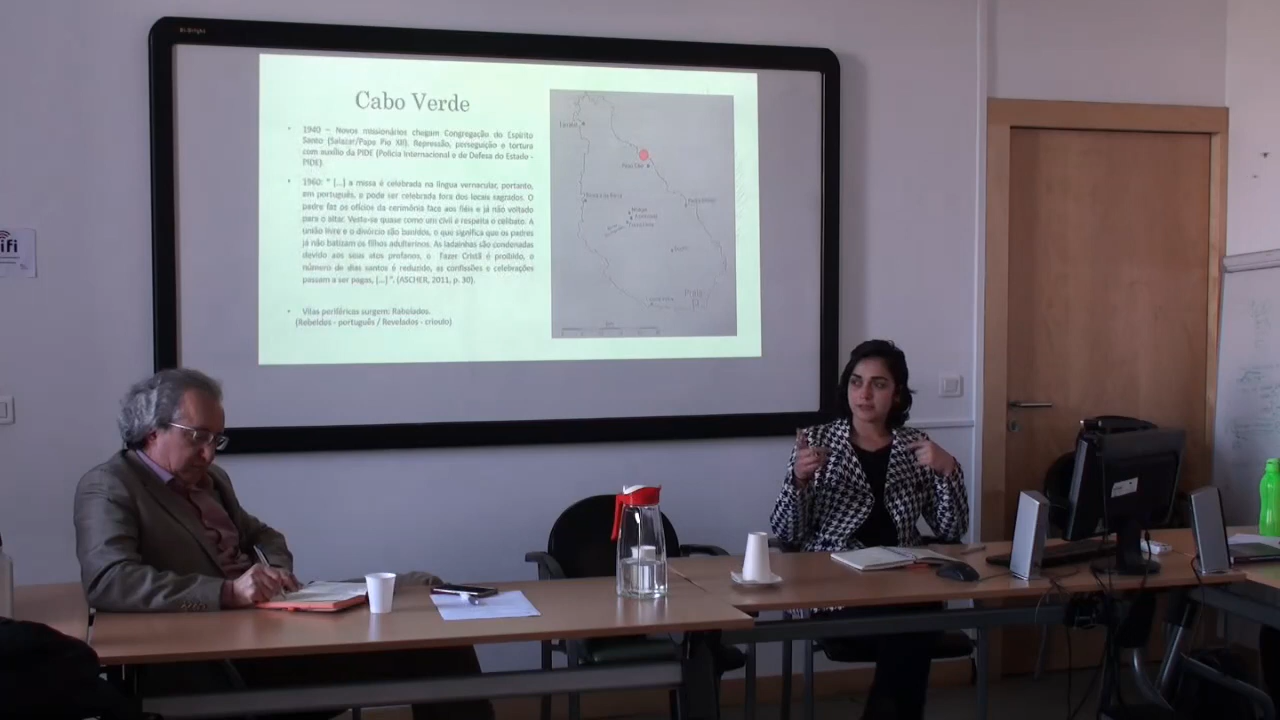 Cabo Verde
• 1940 – Novos missionários chegam Congregação do Espírito
Santo (Salazar/Papa Pio XII). Repressão, perseguição e tortura
com auxílio da PIDE (Polícia Internacional e de Defesa do Estado -
PIDE).
• 1960: " (...) a missa é celebrada na língua vernacular, portanto,
em português, e pode ser celebrada fora dos locais sagrados. O
padre faz os ofícios da cerimônia face aos fiéis e já não voltado
para o altar. Veste-se quase como um civil e respeita o celibato. A
união livre e o divórcio são banidos, o que significa que os padres
já não batizam os filhos adulterinos. As ladainhas são condenadas
devido aos seus atos profanos, o Fazer Cristã é proibido, o
número de dias santos é reduzido, as confissões e celebrações
passam a ser pagas, (...) ". (ASCHER, 2011, p. 30).
• Vilas periféricas surgem: Rabelados.
(Rebeldes - português / Revelados - crioulo)
Praia
ifi